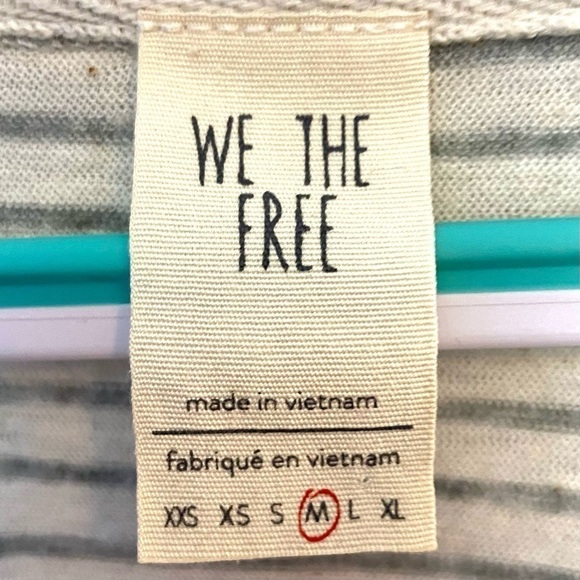 WE THE
FREE
made in vietnam
fabriqué en vietnam
XXS XS S M L XL